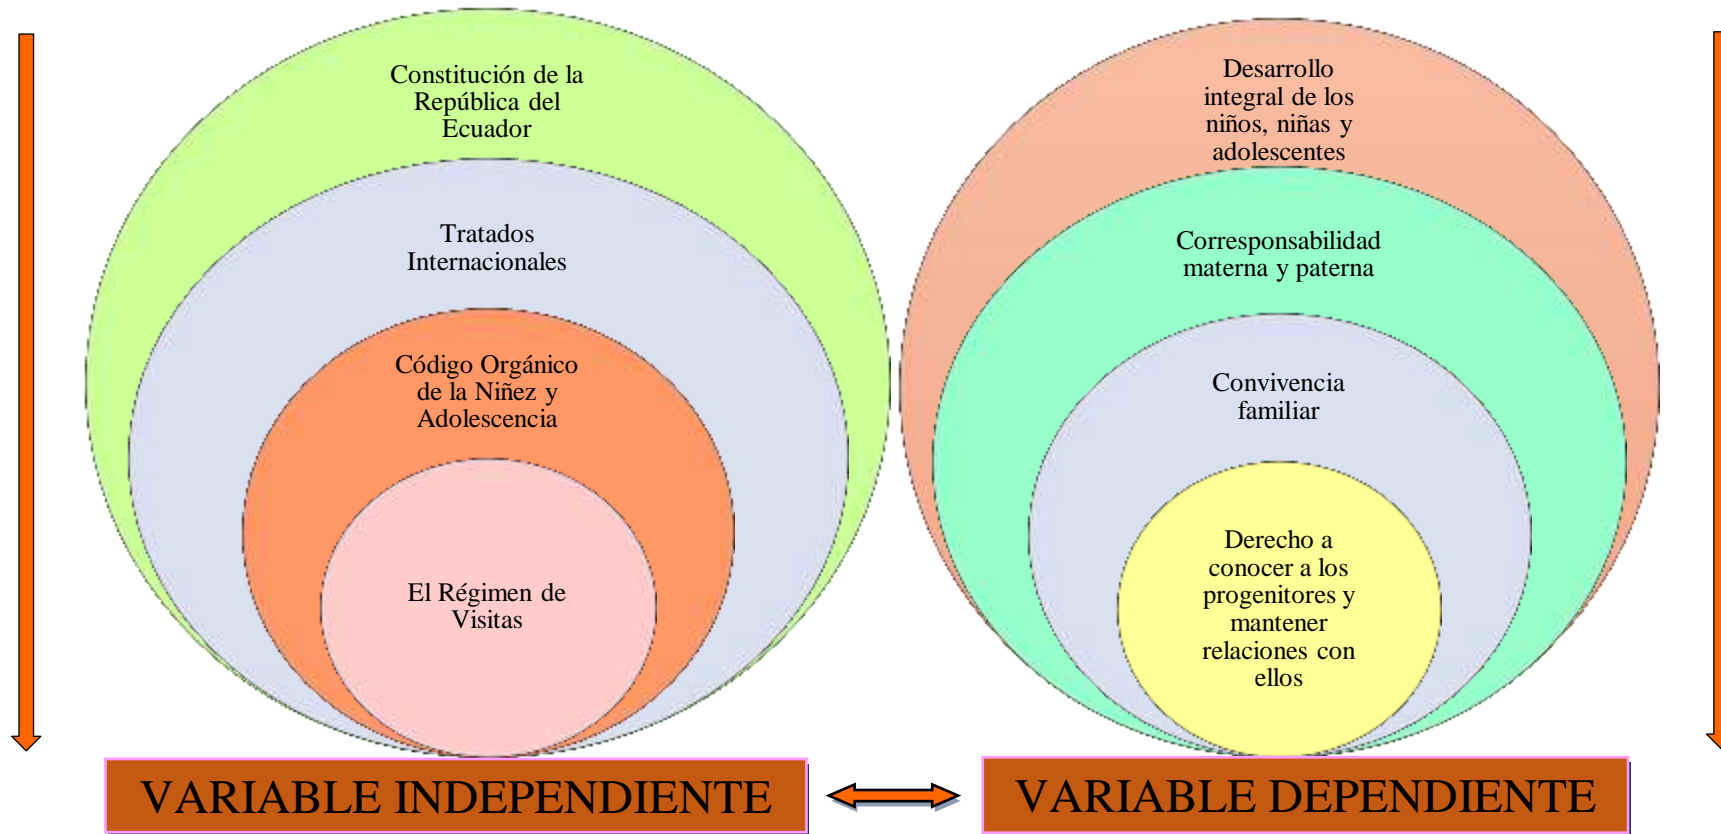 Constitución de la
República del
Ecuador
Tratados
Internacionales
Código Orgánico
de la Niñez y
Adolescencia
El Régimen de
Visitas
Desarrollo
integral de los
niños, niñas y
adolescentes
Corresponsabilidad
materna y paterna
Convivencia
familiar
Derecho a
conocer a los
progenitores y
mantener
relaciones con
ellos
VARIABLE INDEPENDIENTE
VARIABLE DEPENDIENTE